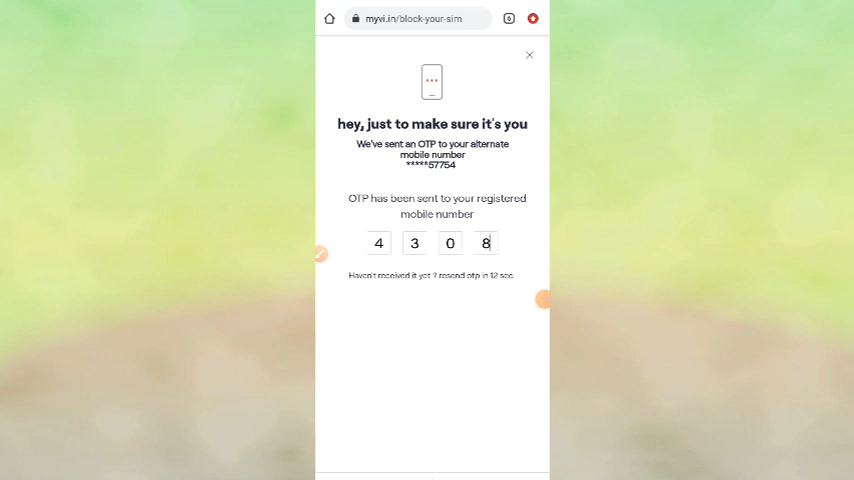 myvi.in/block-your-sim
6
hey, just to make sure it's you
We've sent an OTP to your alternate
mobile number
*****57754
OTP has been sent to your registered
mobile number
4 3 0 8
Haven't received it yet ? resend otp in 12 sec